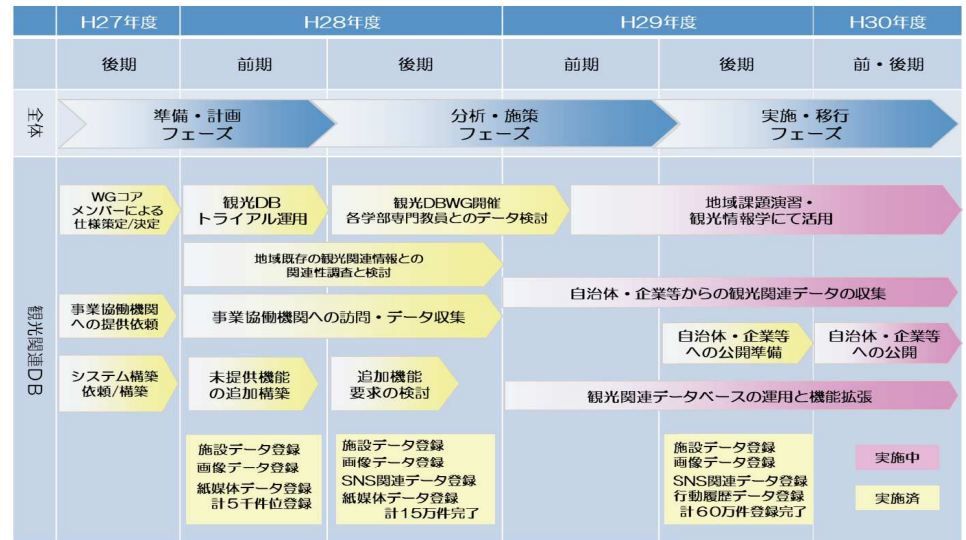 H27年度
H28年度
H29年度
H30年度
後期
前期
後期
前期
後期
前・後期
全体
準備・計画
フェーズ
分析・施策
フェーズ
実施・移行
フェーズ
観光関連DB
WGコア
メンバーによる
仕様策定/決定
観光DB
トライアル運用
観光DBWG開催
各学部専門教員とのデータ検討
地域課題演習・
観光情報学にて活用
地域既存の観光関連情報との
関連性調査と検討
自治体・企業等からの観光関連データの収集
事業協働機関
への提供依頼
事業協働機関への訪問・データ収集
自治体・企業等
への公開準備
自治体・企業等
への公開
システム構築
依頼/構築
未提供機能
の追加構築
追加機能
要求の検討
観光関連データベースの運用と機能拡張
施設データ登録
画像データ登録
紙媒体データ登録
計5千件位登録
施設データ登録
画像データ登録
SNS関連データ登録
紙媒体データ登録
計15万件完了
施設データ登録
画像データ登録
SNS関連データ登録
行動履歴データ登録
計60万件登録完了
実施中
実施済